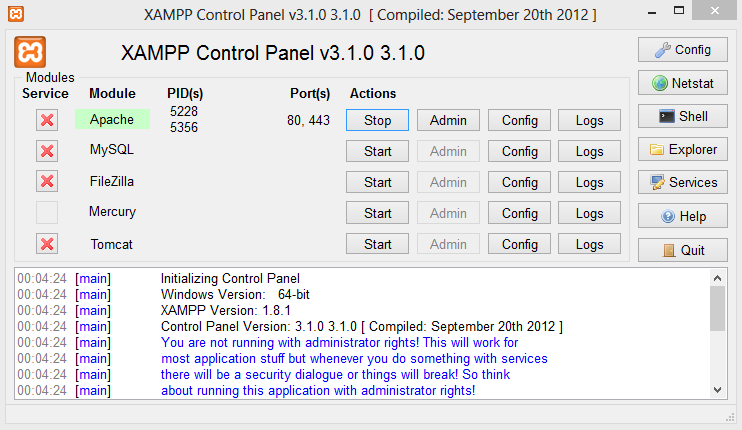 XAMPP Control Panel v3.1.0 3.1.0 [ Compiled: September 20th 2012 ]
XAMPP Control Panel v3.1.0 3.1.0
Config
Modules
Service Module PID(s) Port(s) Actions
Netstat
Apache 5228 5356 80, 443 Stop Admin Config Logs
Shell
MySQL Start Admin Config Logs
Explorer
FileZilla Start Admin Config Logs
Services
Mercury Start Admin Config Logs
Help
Tomcat Start Admin Config Logs
Quit
00:04:24 [main] Initializing Control Panel
00:04:24 [main] Windows Version: 64-bit
00:04:24 [main] XAMPP Version: 1.8.1
00:04:24 [main] Control Panel Version: 3.1.0 3.1.0 [ Compiled: September 20th 2012 ]
00:04:24 [main] You are not running with administrator rights! This will work for
00:04:24 [main] most application stuff but whenever you do something with services
00:04:24 [main] there will be a security dialogue or things will break! So think
00:04:24 [main] about running this application with administrator rights!